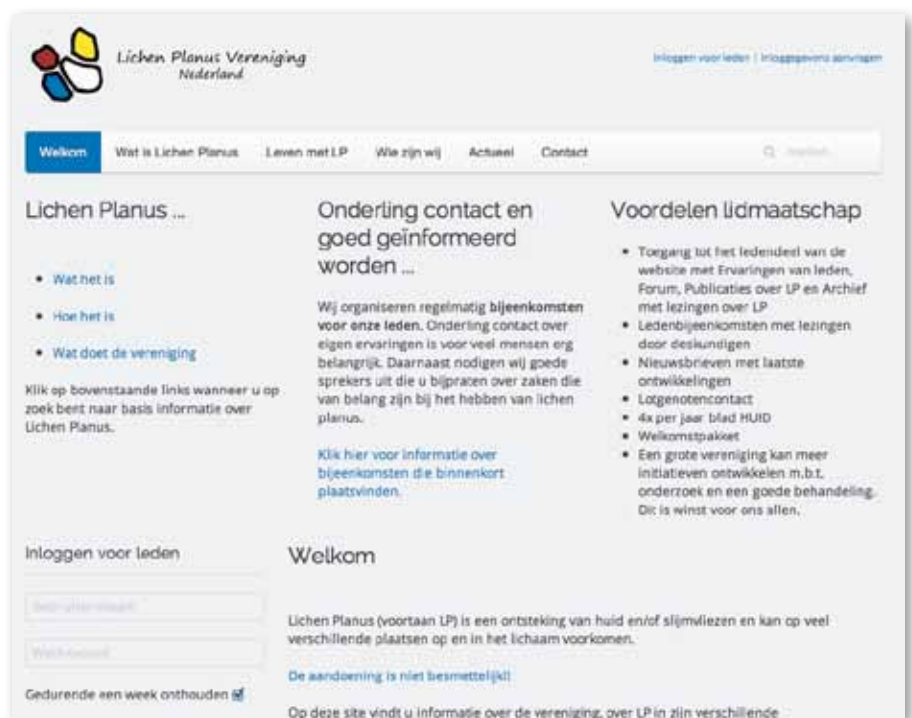 Lichen Planus Vereniging
Nederland
Inloggen voor leden | Inloggegevens aanvragen
Welkom
Wat is Lichen Planus
Leven met LP
Wie zijn wij
Actueel
Contact
Lichen Planus ...
• Wat het is
• Hoe het is
• Wat doet de vereniging
Klik op bovenstaande links wanneer u op
zoek bent naar basis informatie over
Lichen Planus.
Onderling contact en
goed geïnformeerd
worden ...
Wij organiseren regelmatig bijeenkomsten
voor onze leden. Onderling contact over
eigen ervaringen is voor veel mensen erg
belangrijk. Daarnaast nodigen wij goede
sprekers uit die u bijpraten over zaken die
van belang zijn bij het hebben van lichen
planus.
Klik hier voor informatie over
bijeenkomsten die binnenkort
plaatsvinden.
Voordelen lidmaatschap
• Toegang tot het ledendeel van de
website met Ervaringen van leden,
Forum, Publicaties over LP en Archief
met lezingen over LP
• Ledenbijeenkomsten met lezingen
door deskundigen
• Nieuwsbrieven met laatste
ontwikkelingen
• Lotgenotencontact
• 4x per jaar blad HUID
• Welkomstpakket
• Een grote vereniging kan meer
initiatieven ontwikkelen m.b.t.
onderzoek en een goede behandeling.
Dit is winst voor ons allen.
Inloggen voor leden
Wachtwoord
Gedurende een week onthouden
Welkom
Lichen Planus (voortaan LP) is een ontsteking van huid en/of slijmvliezen en kan op veel
verschillende plaatsen op en in het lichaam voorkomen.
De aandoening is niet besmettelijk!!
Op deze site vindt u informatie over de vereniging, over LP in zijn verschillende